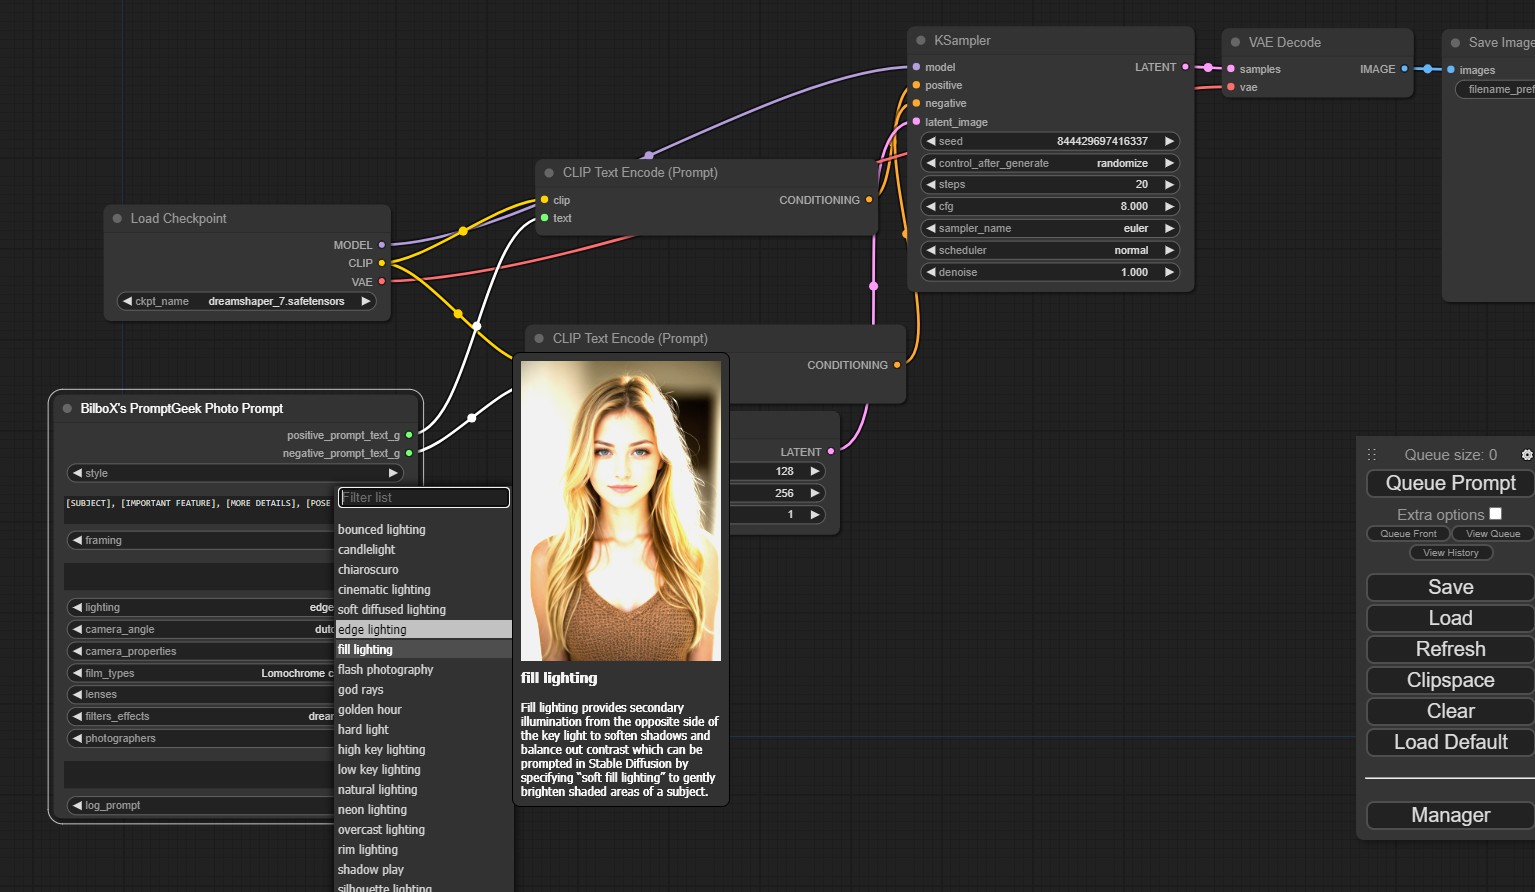 KSampler
model
LATENT
positive
negative
latent_image
seed 844429697416337
control_after_generate randomize
steps 20
cfg 8.000
sampler_name euler
scheduler normal
denoise 1.000
VAE Decode
samples
IMAGE
vae
Save Image
images
filename_pref
CLIP Text Encode (Prompt)
clip
CONDITIONING
text
Load Checkpoint
MODEL
CLIP
VAE
ckpt_name dreamshaper_7.safetensors
CLIP Text Encode (Prompt)
CONDITIONING
LATENT
128
256
1
BilboX's PromptGeek Photo Prompt
positive_prompt_text_g
negative_prompt_text_g
style
[SUBJECT], [IMPORTANT FEATURE], [MORE DETAILS], [POSE
framing
lighting edge
camera_angle dutc
camera_properties
film_types Lomochrome c
lenses
filters_effects drear
photographers
log_prompt
Filter list
bounced lighting
candlelight
chiaroscuro
cinematic lighting
soft diffused lighting
edge lighting
fill lighting
flash photography
god rays
golden hour
hard light
high key lighting
low key lighting
natural lighting
neon lighting
overcast lighting
rim lighting
shadow play
silhouette lighting
fill lighting
Fill lighting provides secondary
illumination from the opposite side of
the key light to soften shadows and
balance out contrast which can be
prompted in Stable Diffusion by
specifying “soft fill lighting” to gently
brighten shaded areas of a subject.
Queue size: 0
Queue Prompt
Extra options
Queue Front
View Queue
View History
Save
Load
Refresh
Clipspace
Clear
Load Default
Manager